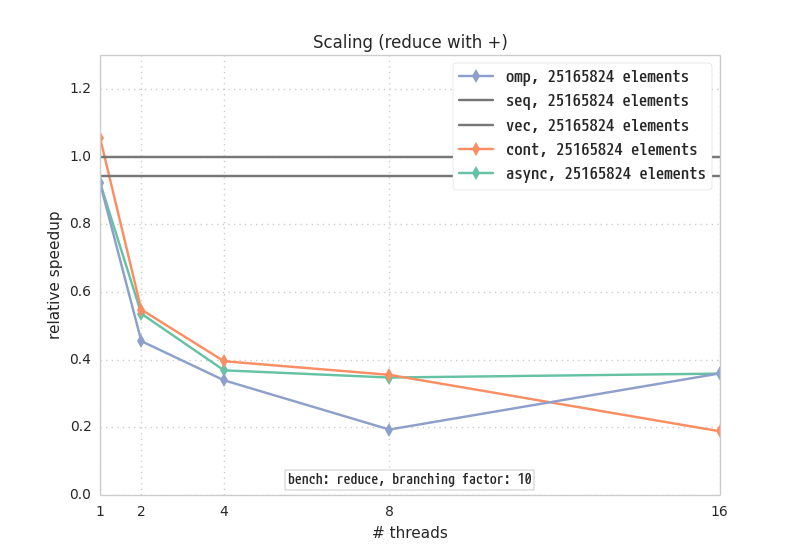 Scaling (reduce with +)
omp, 25165824 elements
seq, 25165824 elements
vec, 25165824 elements
cont, 25165824 elements
async, 25165824 elements
relative speedup
1.2
1.0
0.8
0.6
0.4
0.2
0.0
bench: reduce, branching factor: 10
1 2 4 8 16
# threads